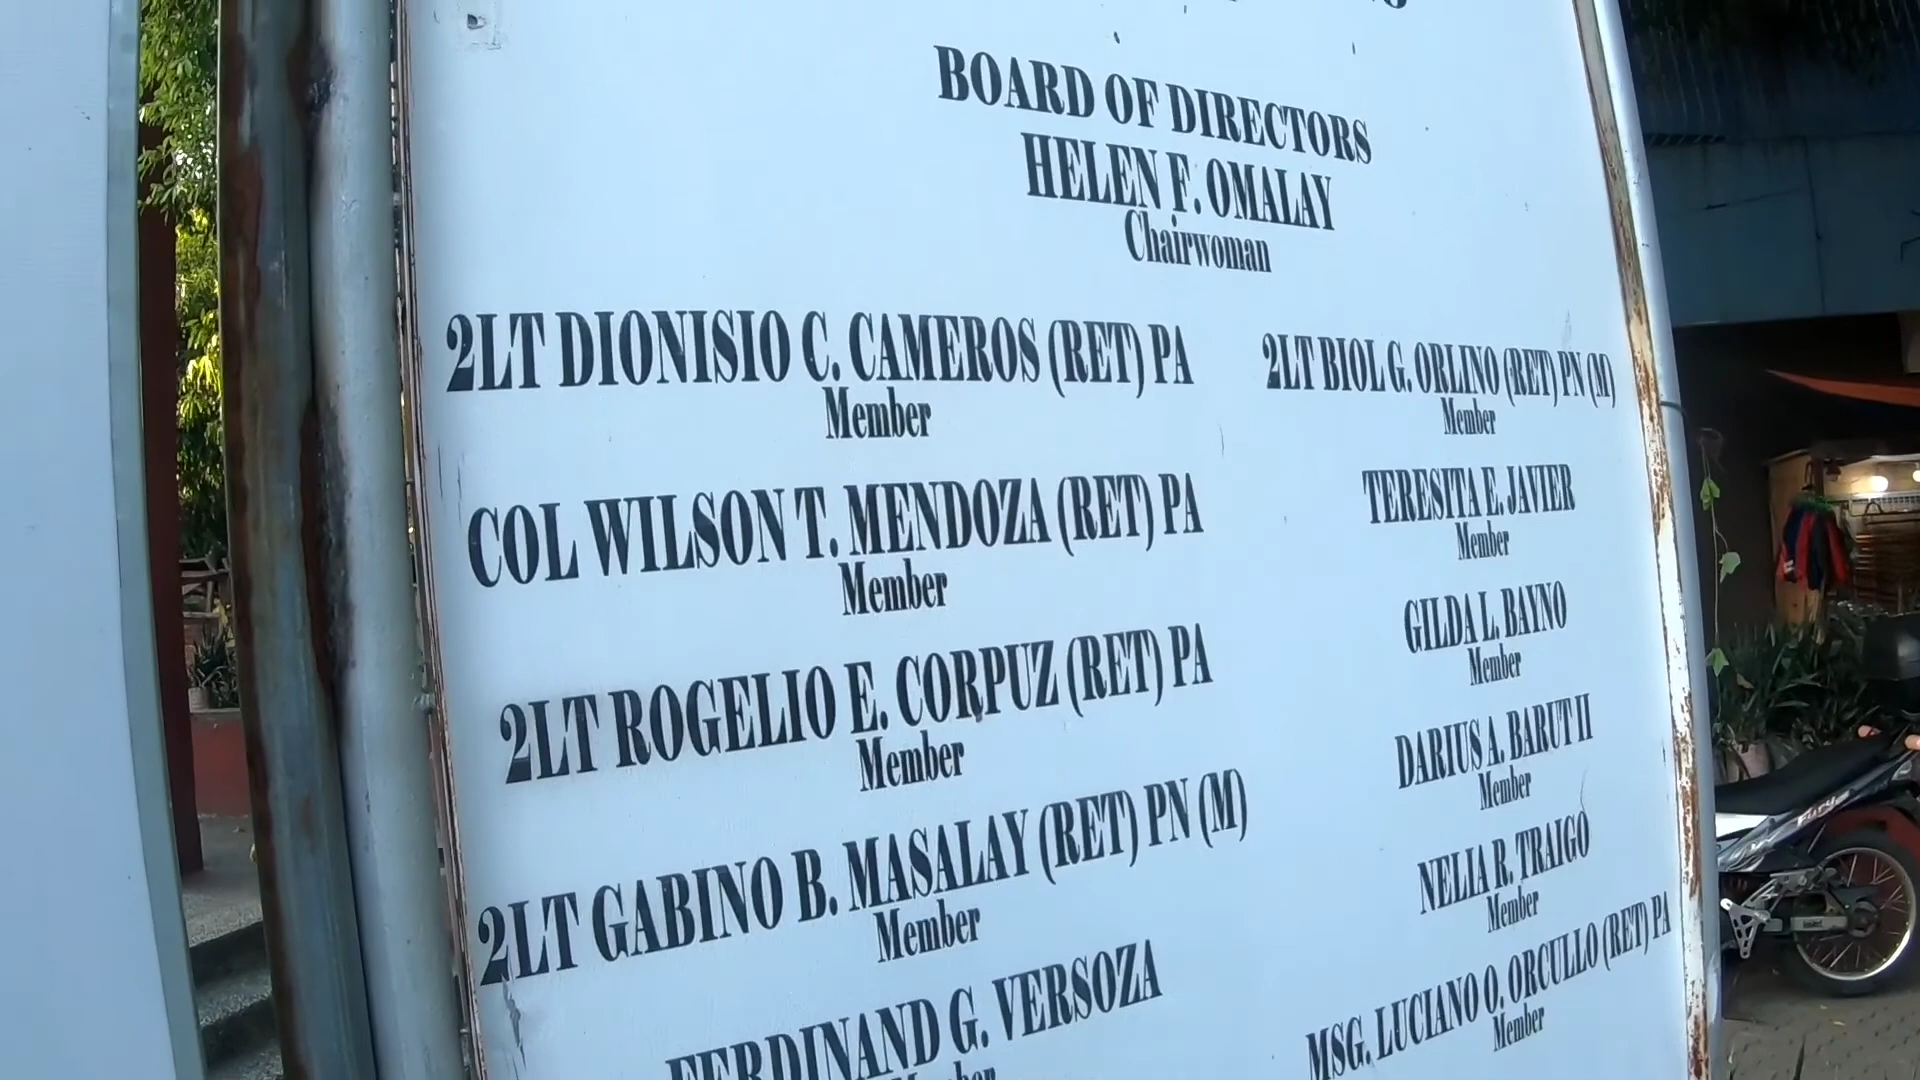 BOARD OF DIRECTORS
HELEN F. OMALAY
Chairwoman
2LT DIONISIO C. CAMEROS (RET) PA
Member
COL WILSON T. MENDOZA (RET) PA
Member
2LT ROGELIO E. CORPUZ (RET) PA
Member
2LT GABINO B. MASALAY (RET) PN (M)
Member
FERDINAND G. VERSOZA
Member
2LT BIOL G. ORLINO (RET) PN (M)
Member
TERESITA E. JAVIER
Member
GILDA L. BAYNO
Member
DARIUS A. BARUT II
Member
NELIA R. TRAIGO
Member
MSG. LUCIANO O. ORCULLO (RET) PA
Member
Fury